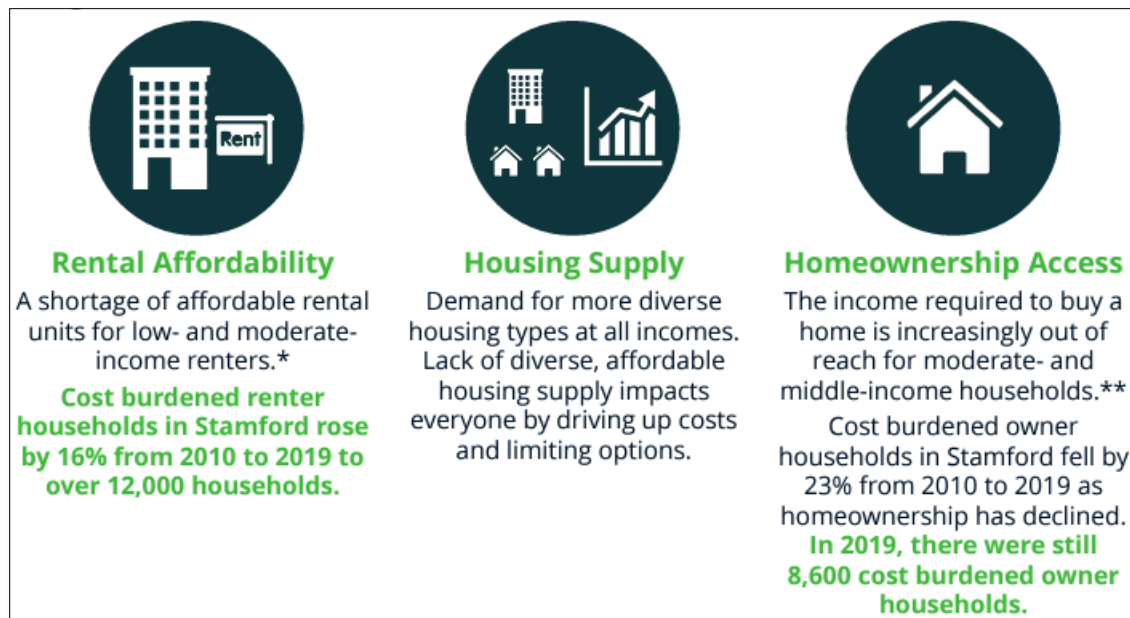 Rent
Rental Affordability
A shortage of affordable rental
units for low- and moderate-
income renters.*
Cost burdened renter
households in Stamford rose
by 16% from 2010 to 2019 to
over 12,000 households.
Housing Supply
Demand for more diverse
housing types at all incomes.
Lack of diverse, affordable
housing supply impacts
everyone by driving up costs
and limiting options.
Homeownership Access
The income required to buy a
home is increasingly out of
reach for moderate- and
middle-income households.**
Cost burdened owner
households in Stamford fell by
23% from 2010 to 2019 as
homeownership has declined.
In 2019, there were still
8,600 cost burdened owner
households.